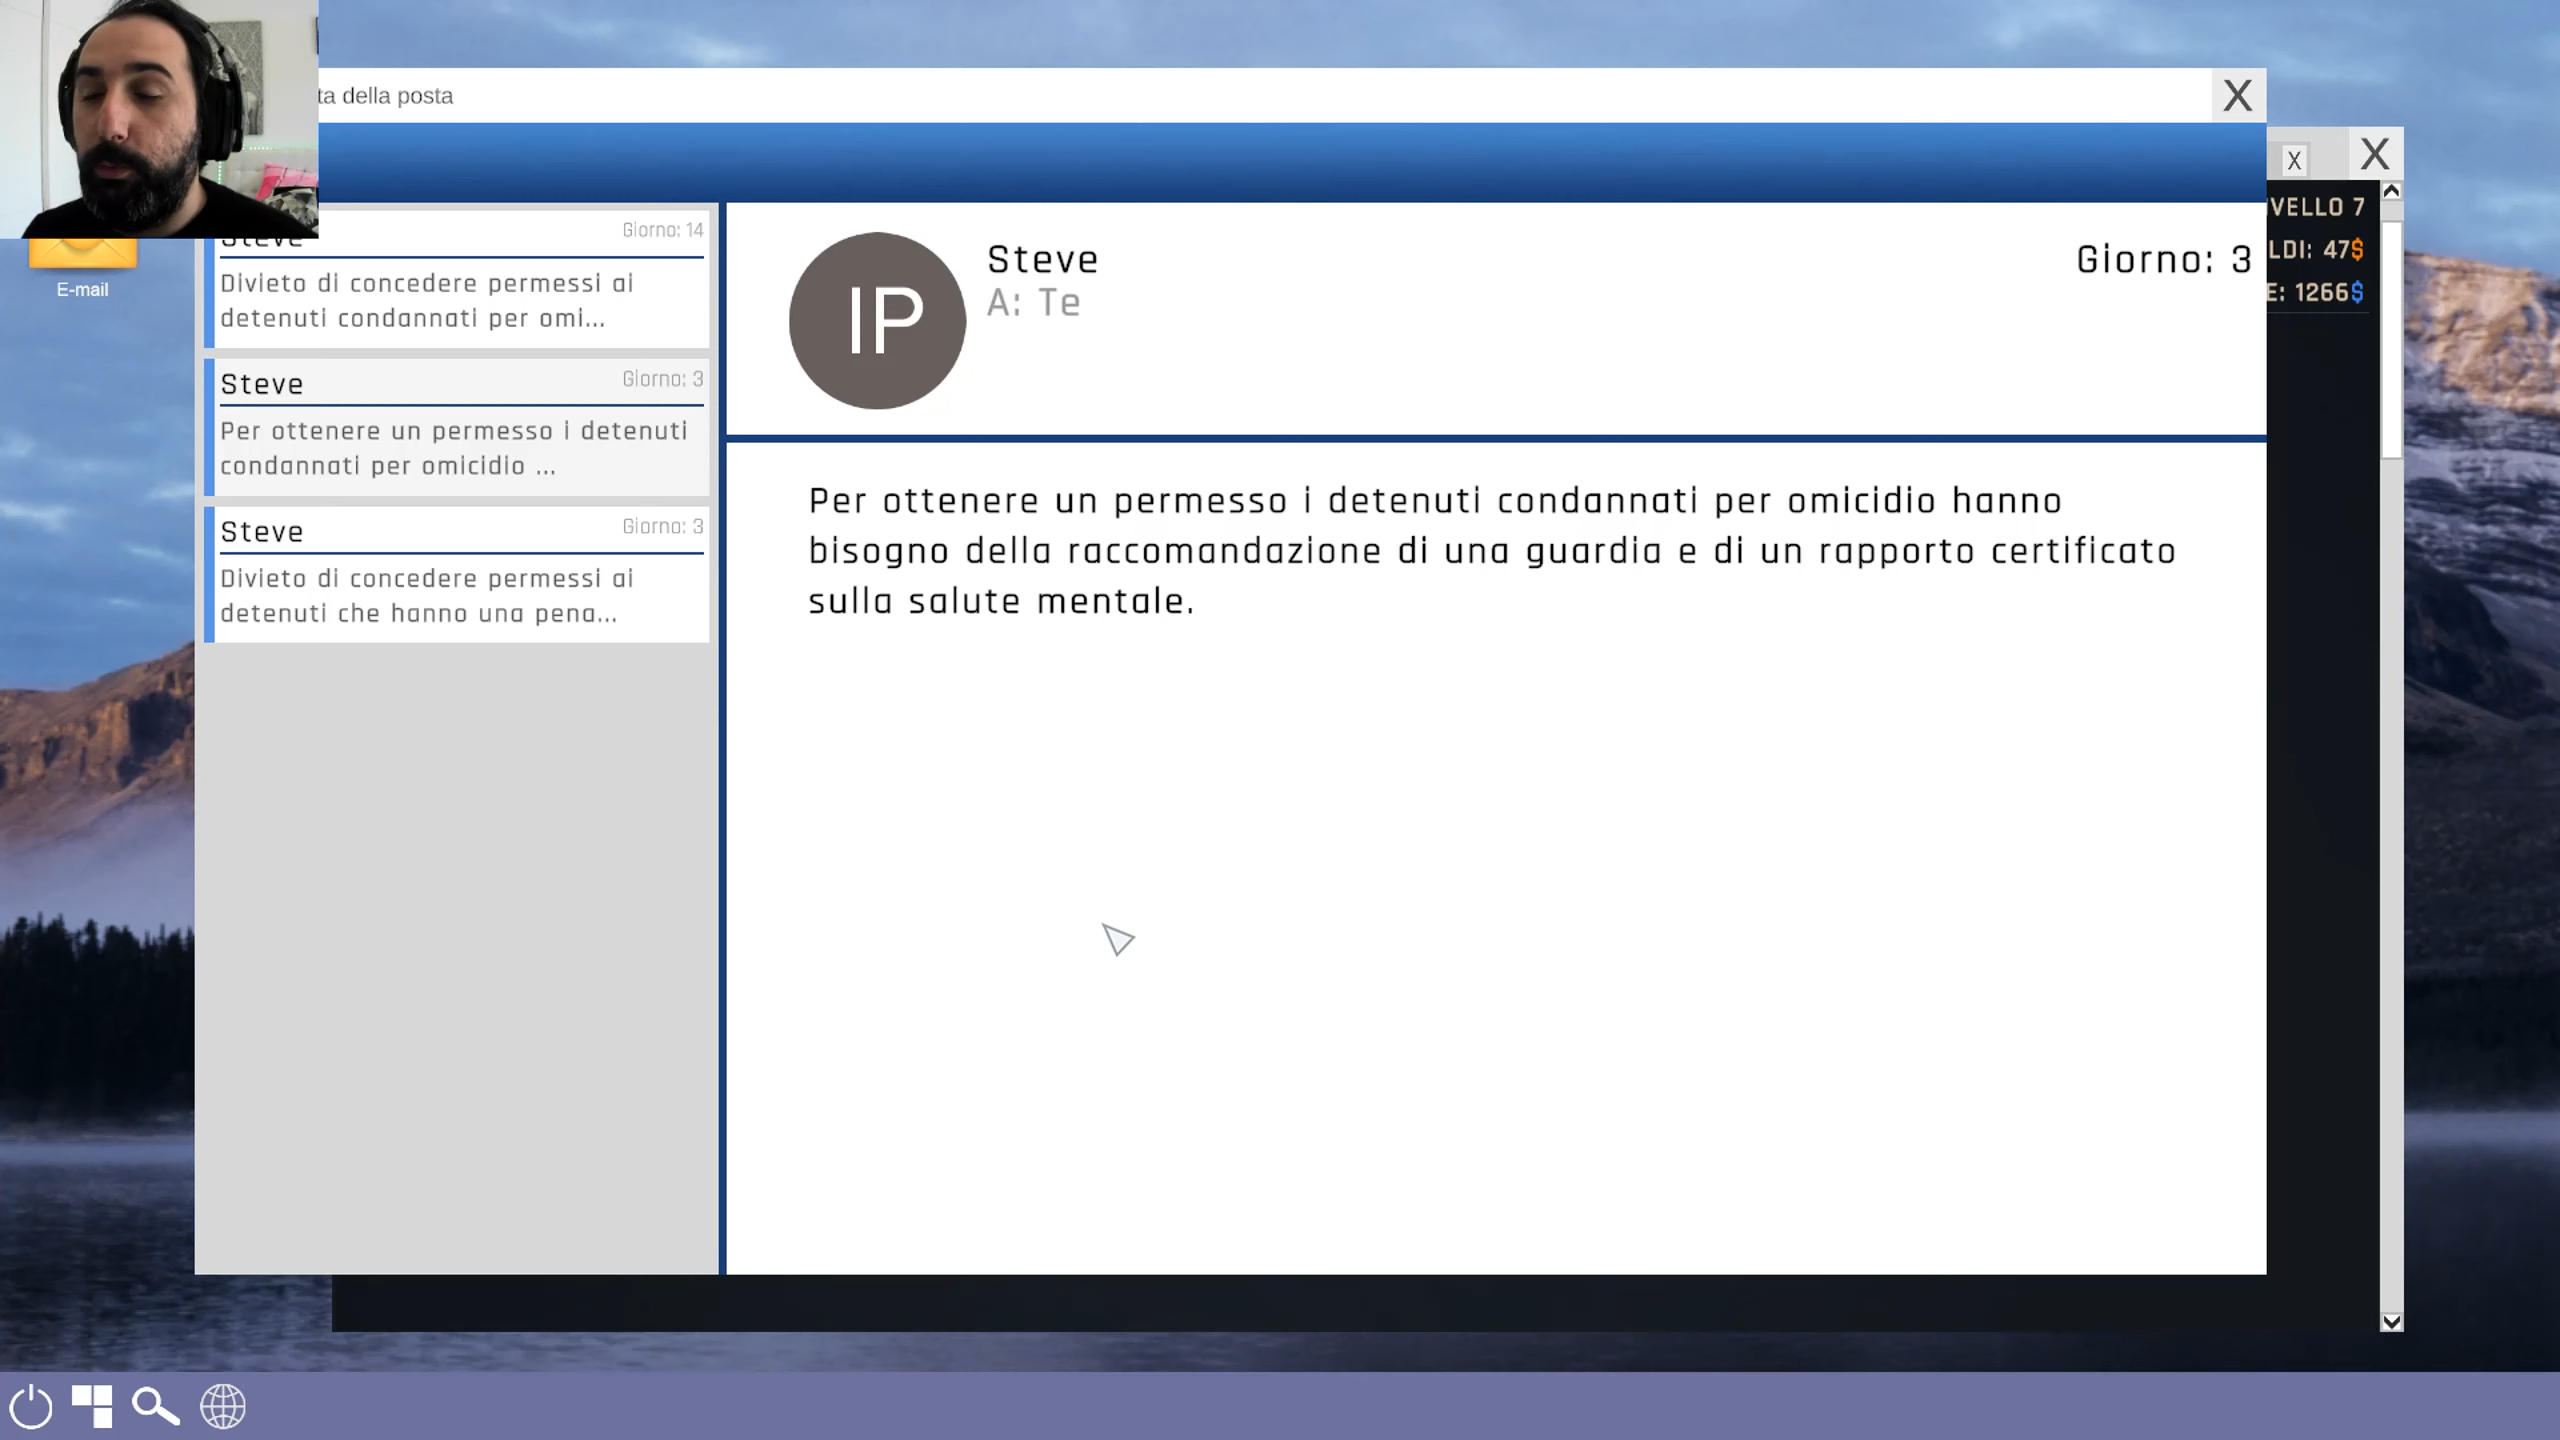 ta della posta
X
X
X
VELLO 7
LDI: 47$
E: 1266$
E-mail
Steve
Giorno: 14
Divieto di concedere permessi ai
detenuti condannati per omi...
Steve
Giorno: 3
Per ottenere un permesso i detenuti
condannati per omicidio ...
Steve
Giorno: 3
Divieto di concedere permessi ai
detenuti che hanno una pena...
IP
Steve
A: Te
Giorno: 3
Per ottenere un permesso i detenuti condannati per omicidio hanno
bisogno della raccomandazione di una guardia e di un rapporto certificato
sulla salute mentale.